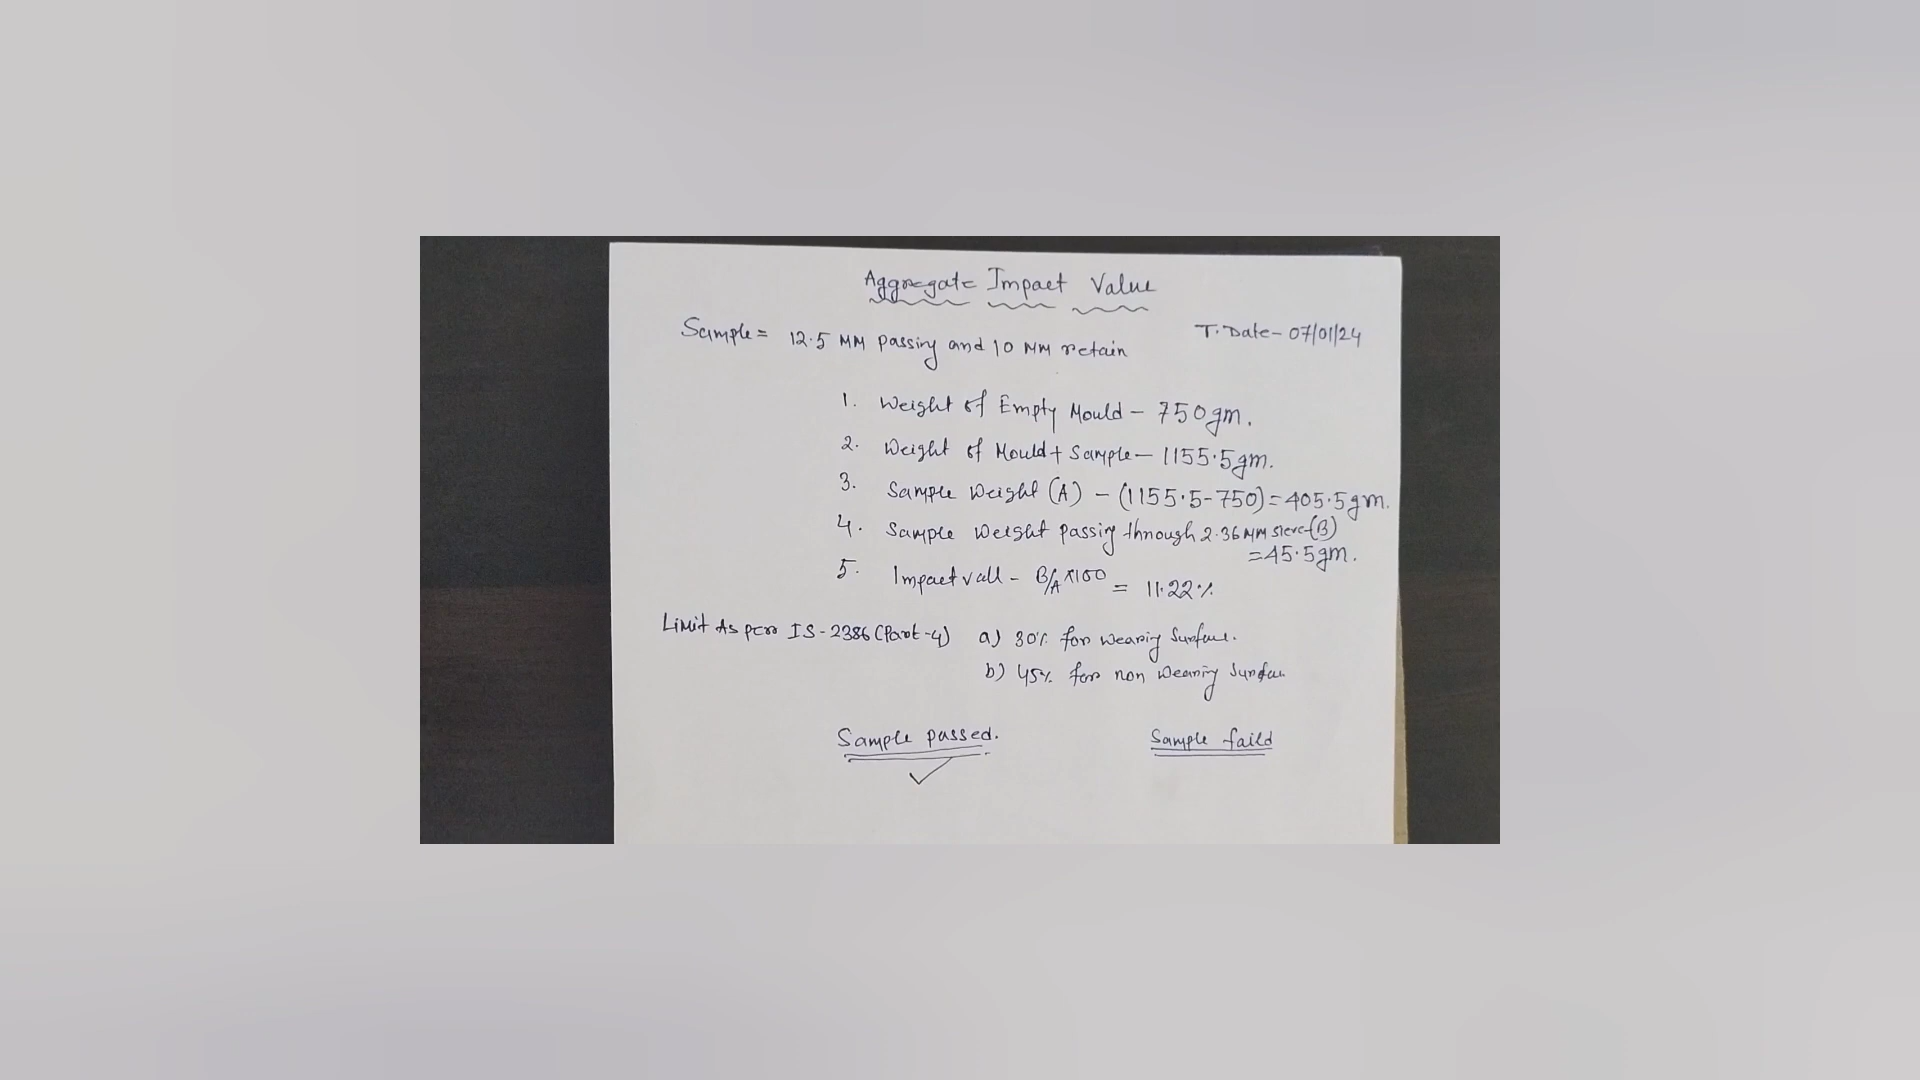 Aggregate Impact Value
Sample = 12.5 MM passing and 10 MM retain
T. Date - 07/01/24
1. Weight of Empty Mould - 750gm.
2. Weight of Mould + Sample - 1155.5gm.
3. Sample Weight (A) - (1155.5-750) = 405.5gm.
4. Sample Weight passing through 2.36 MM sieve-(B)
= 45.5gm.
5. Impact vall - B/A x100 = 11.22%
Limit As per IS-2386 (Part-4) a) 30% for wearing Surface.
b) 45% for non wearing Surface
Sample passed.
Sample faild